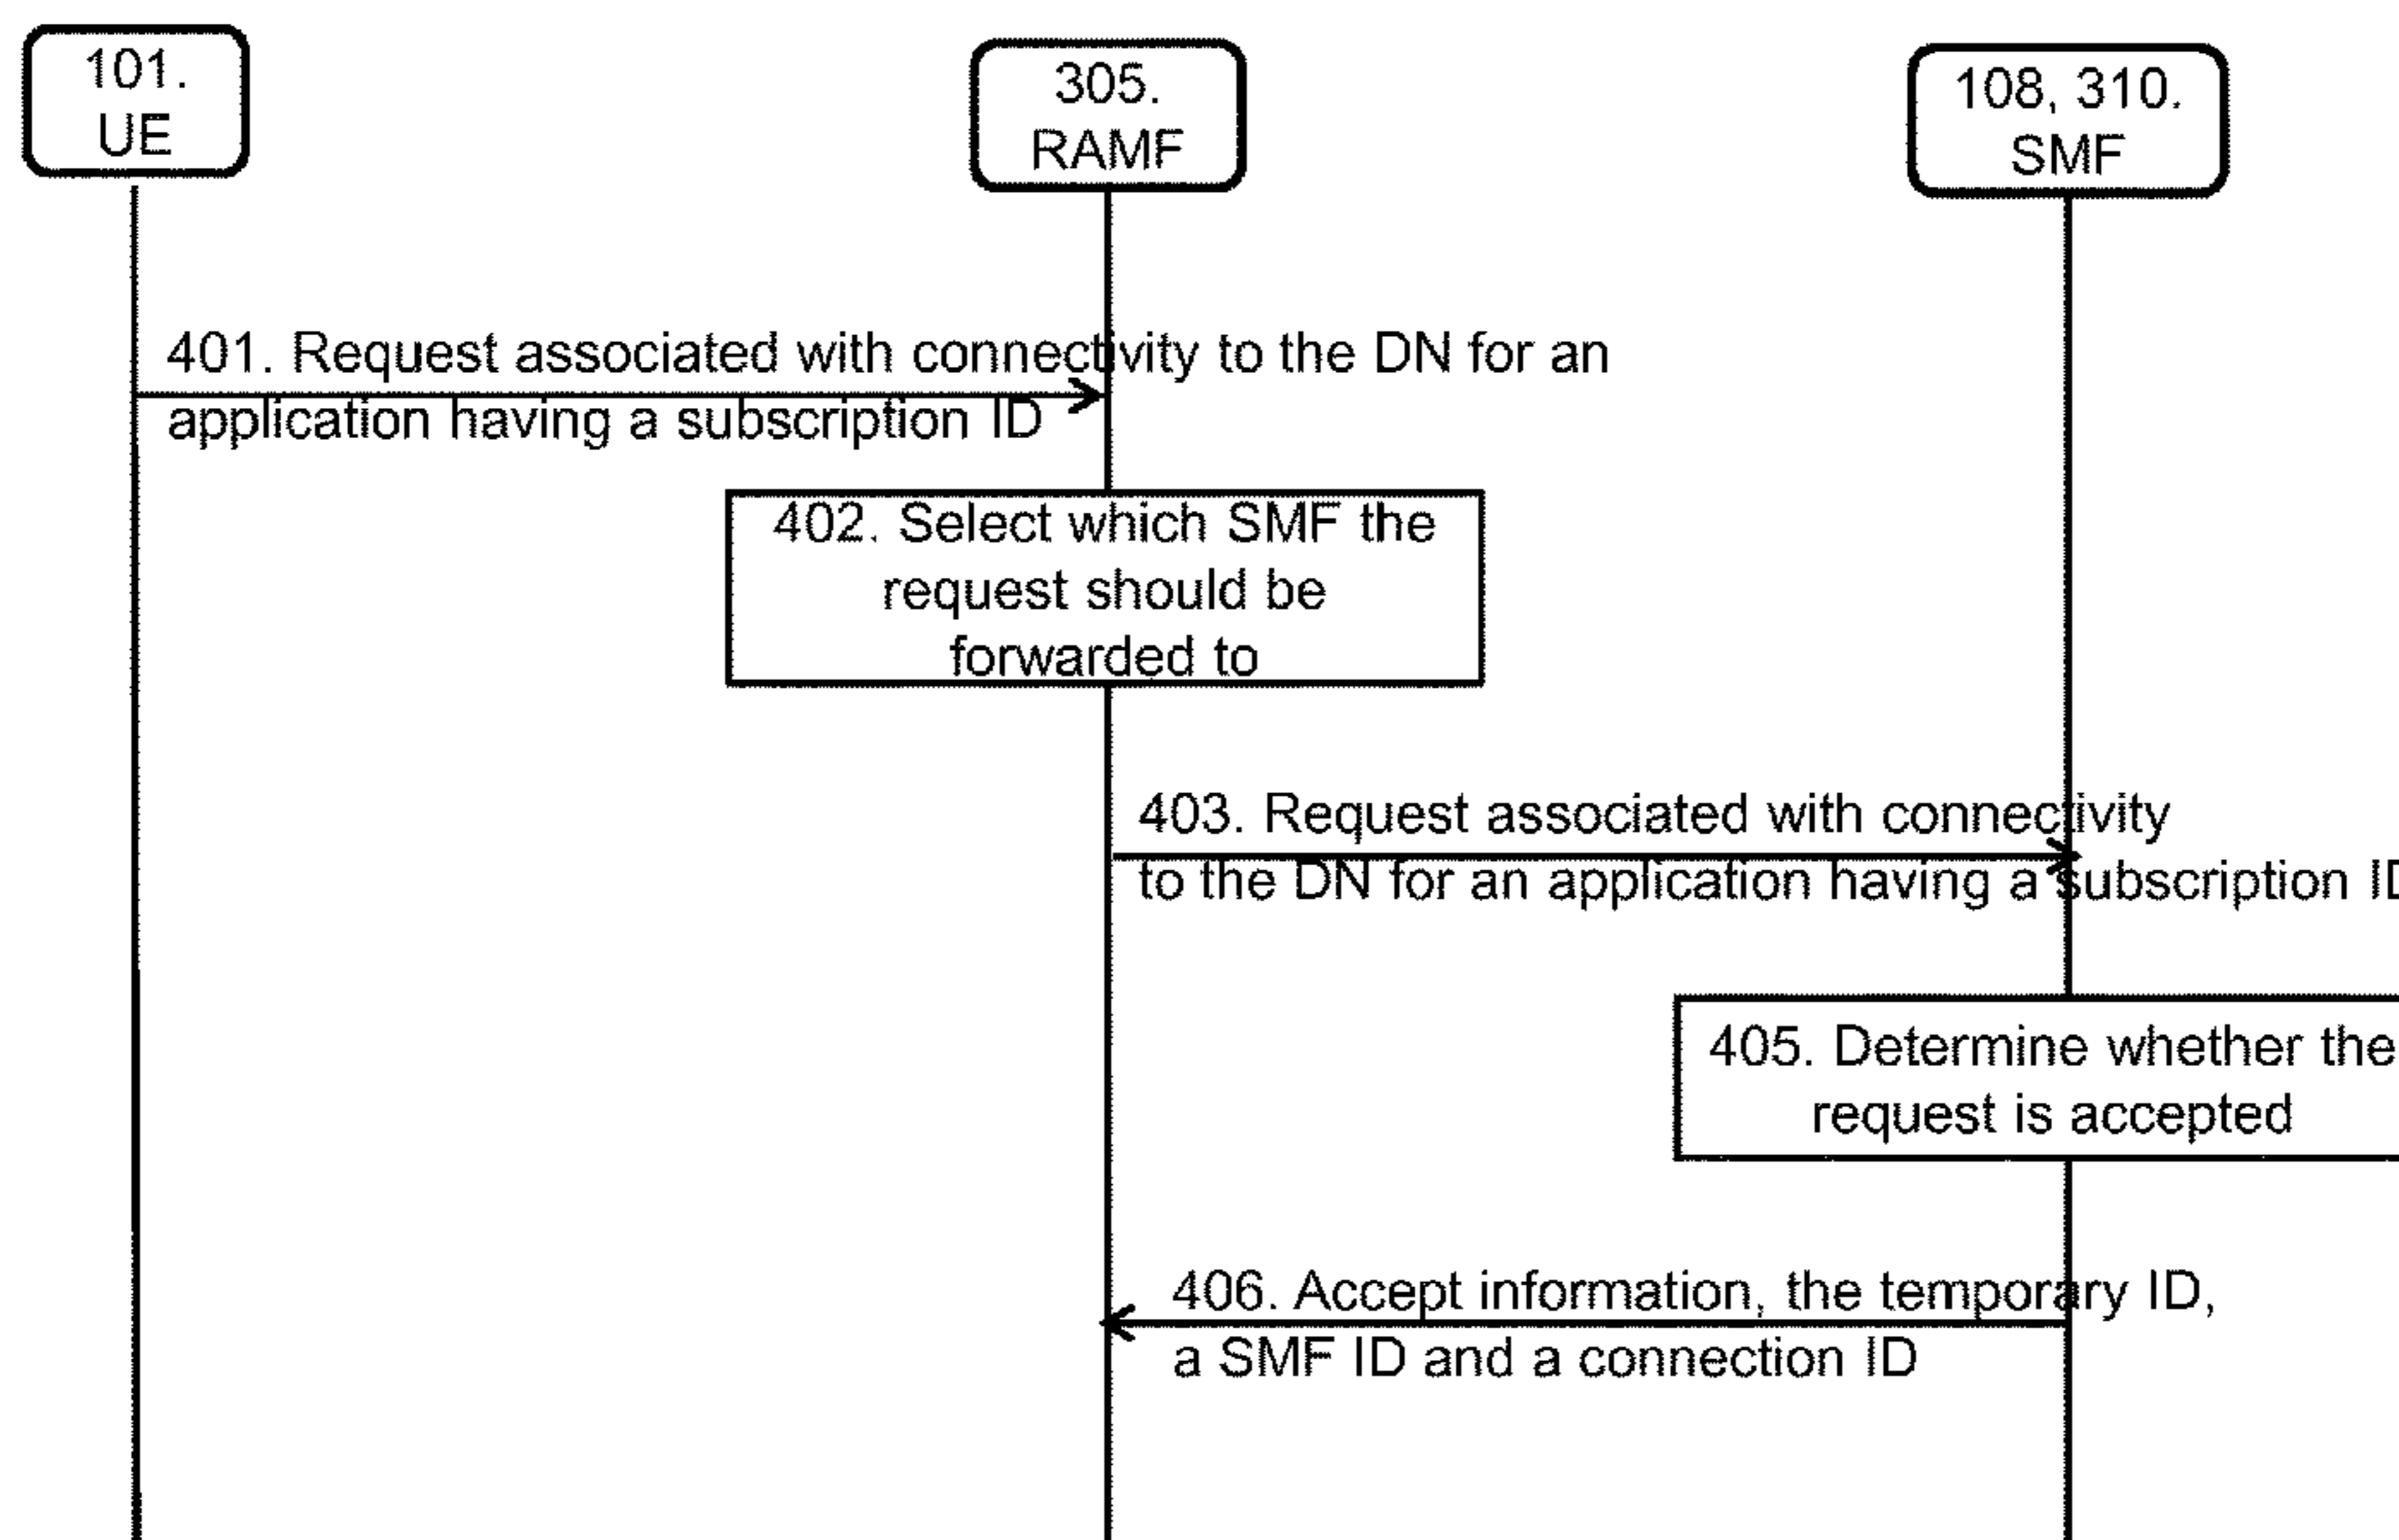 101.
UE
305.
RAMF
108, 310.
SMF
401. Request associated with connectivity to the DN for an
application having a subscription ID
402. Select which SMF the
request should be
forwarded to
403. Request associated with connectivity
to the DN for an application having a subscription ID
405. Determine whether the
request is accepted
406. Accept information, the temporary ID,
a SMF ID and a connection ID